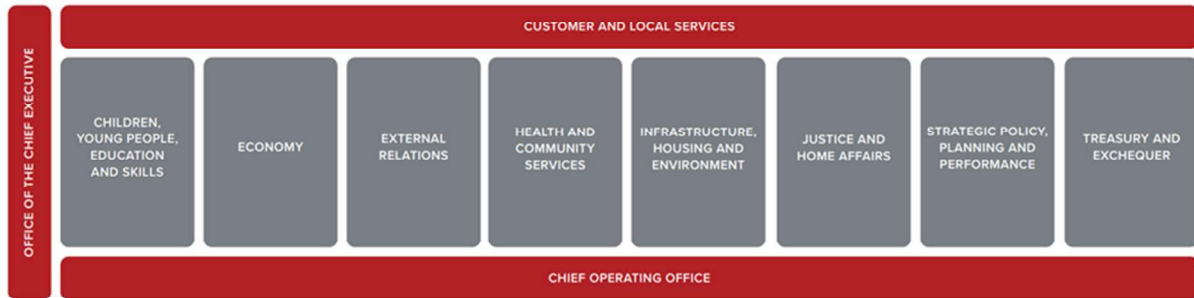 OFFICE OF THE CHIEF EXECUTIVE
CUSTOMER AND LOCAL SERVICES
CHILDREN,
YOUNG PEOPLE,
EDUCATION
AND SKILLS
ECONOMY
EXTERNAL
RELATIONS
HEALTH AND
COMMUNITY
SERVICES
INFRASTRUCTURE,
HOUSING AND
ENVIRONMENT
JUSTICE AND
HOME AFFAIRS
STRATEGIC POLICY,
PLANNING AND
PERFORMANCE
TREASURY AND
EXCHEQUER
CHIEF OPERATING OFFICE